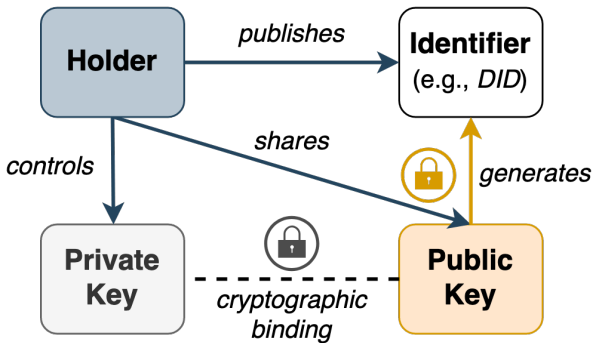 publishes
Holder
Identifier
(e.g., DID)
controls
shares
generates
Private
Key
cryptographic
binding
Public
Key